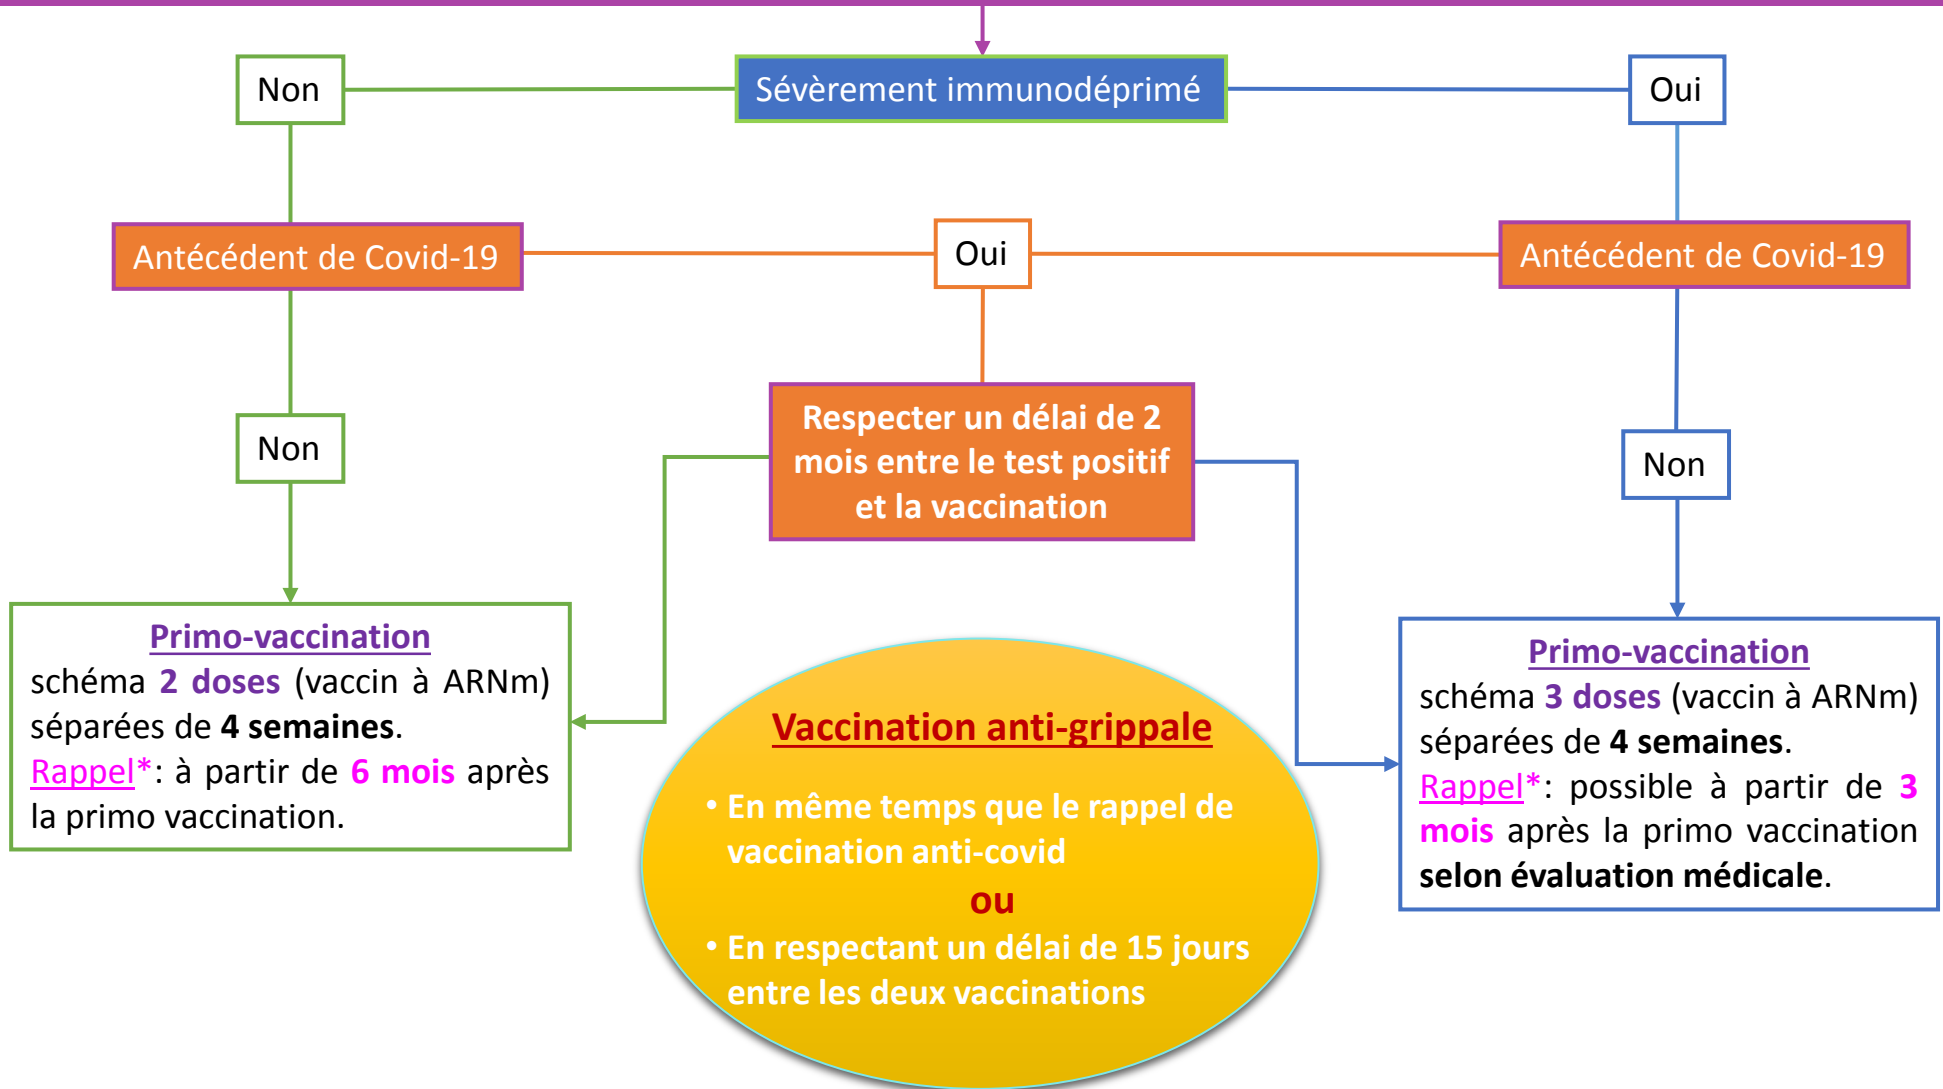 Non
Sévèrement immunodéprimé
Oui
Antécédent de Covid-19
Oui
Antécédent de Covid-19
Non
Respecter un délai de 2
mois entre le test positif
et la vaccination
Non
Primo-vaccination
schéma 2 doses (vaccin à ARNm)
séparées de 4 semaines.
Rappel*: à partir de 6 mois après
la primo vaccination.
Vaccination anti-grippale
• En même temps que le rappel de
vaccination anti-covid
ou
• En respectant un délai de 15 jours
entre les deux vaccinations
Primo-vaccination
schéma 3 doses (vaccin à ARNm)
séparées de 4 semaines.
Rappel*: possible à partir de 3
mois après la primo vaccination
selon évaluation médicale.